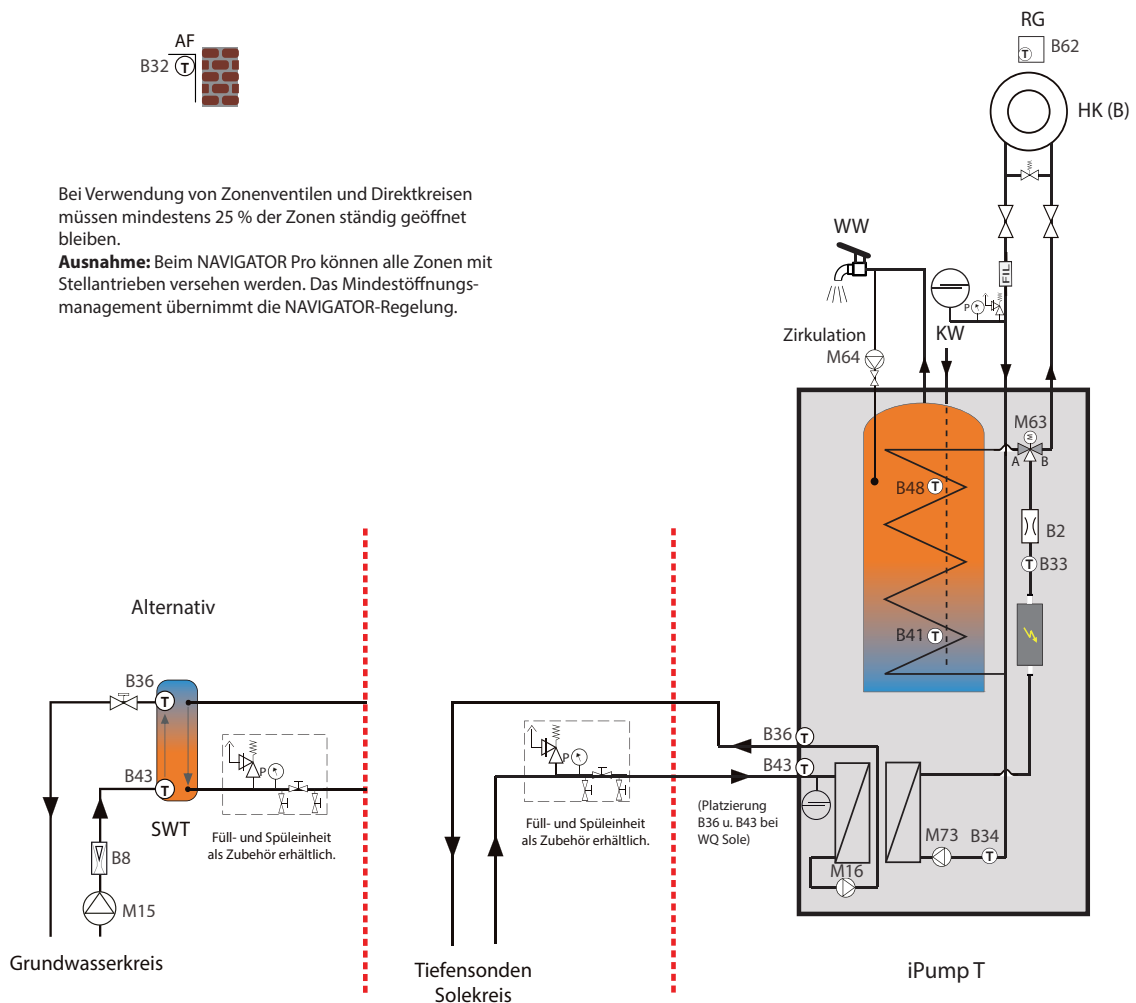 AF
B32
T
RG
B62
T
HK (B)
Bei Verwendung von Zonenventilen und Direktkreisen
müssen mindestens 25 % der Zonen ständig geöffnet
bleiben.
Ausnahme: Beim NAVIGATOR Pro können alle Zonen mit
Stellantrieben versehen werden. Das Mindestöffnungs-
management übernimmt die NAVIGATOR-Regelung.
WW
FIL
P
KW
Zirkulation
M64
M63
M
A B
B48 T
B2
T B33
B41 T
Alternativ
B36
T
B43
T
SWT
P
Füll- und Spüleinheit
als Zubehör erhältlich.
B8
M15
Grundwasserkreis
P
Füll- und Spüleinheit
als Zubehör erhältlich.
Tiefensonden
Solekreis
B36
T
B43
T
(Platzierung
B36 u. B43 bei
WQ Sole)
M16
M73
B34
T
iPump T